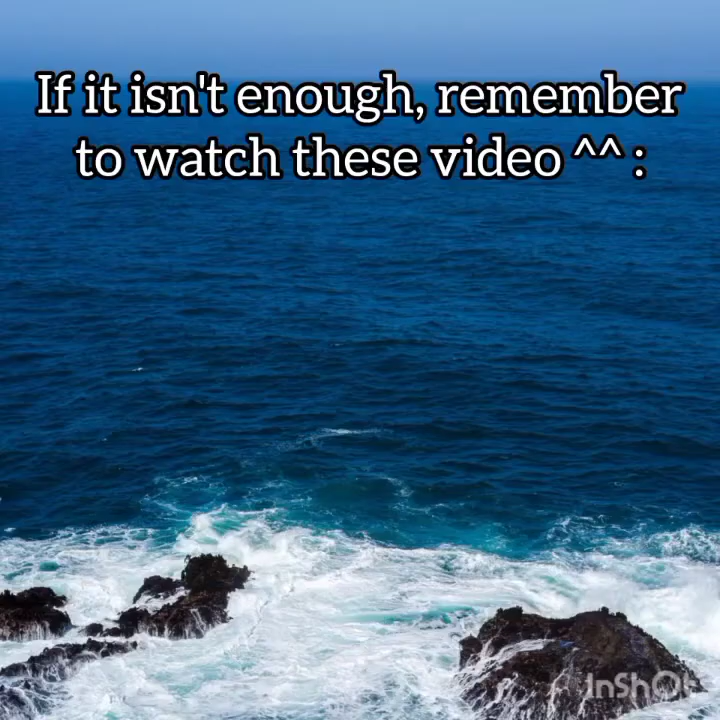 If it isn't enough, remember
to watch these video ^^ :
InShOt